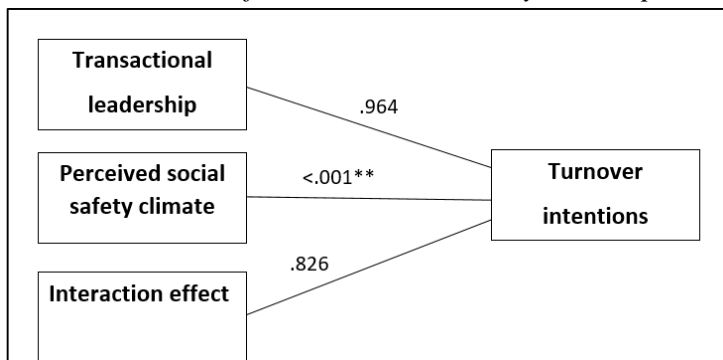 Transactional
leadership
.964
Perceived social
safety climate
<.001**
Turnover
intentions
.826
Interaction effect